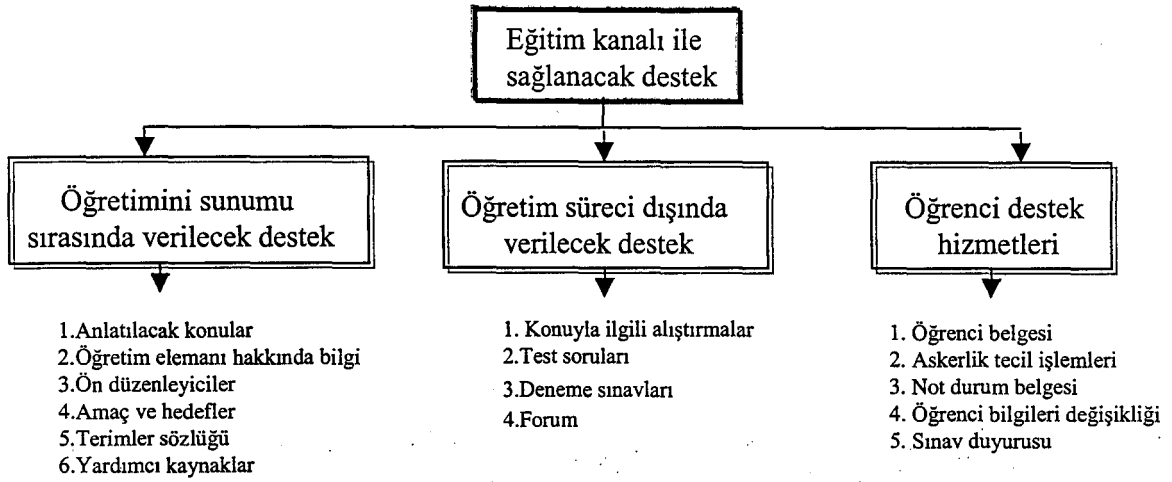 Eğitim kanalı ile
sağlanacak destek
Öğretimini sunumu
sırasında verilecek destek
1.Anlatılacak konular
2.Öğretim elemanı hakkında bilgi
3.Ön düzenleyiciler
4.Amaç ve hedefler
5.Terimler sözlüğü
6.Yardımcı kaynaklar
Öğretim süreci dışında
verilecek destek
1. Konuyla ilgili alıştırmalar
2.Test soruları
3.Deneme sınavları
4.Forum
Öğrenci destek
hizmetleri
1. Öğrenci belgesi
2. Askerlik tecil işlemleri
3. Not durum belgesi
4. Öğrenci bilgileri değişikliği
5. Sınav duyurusu